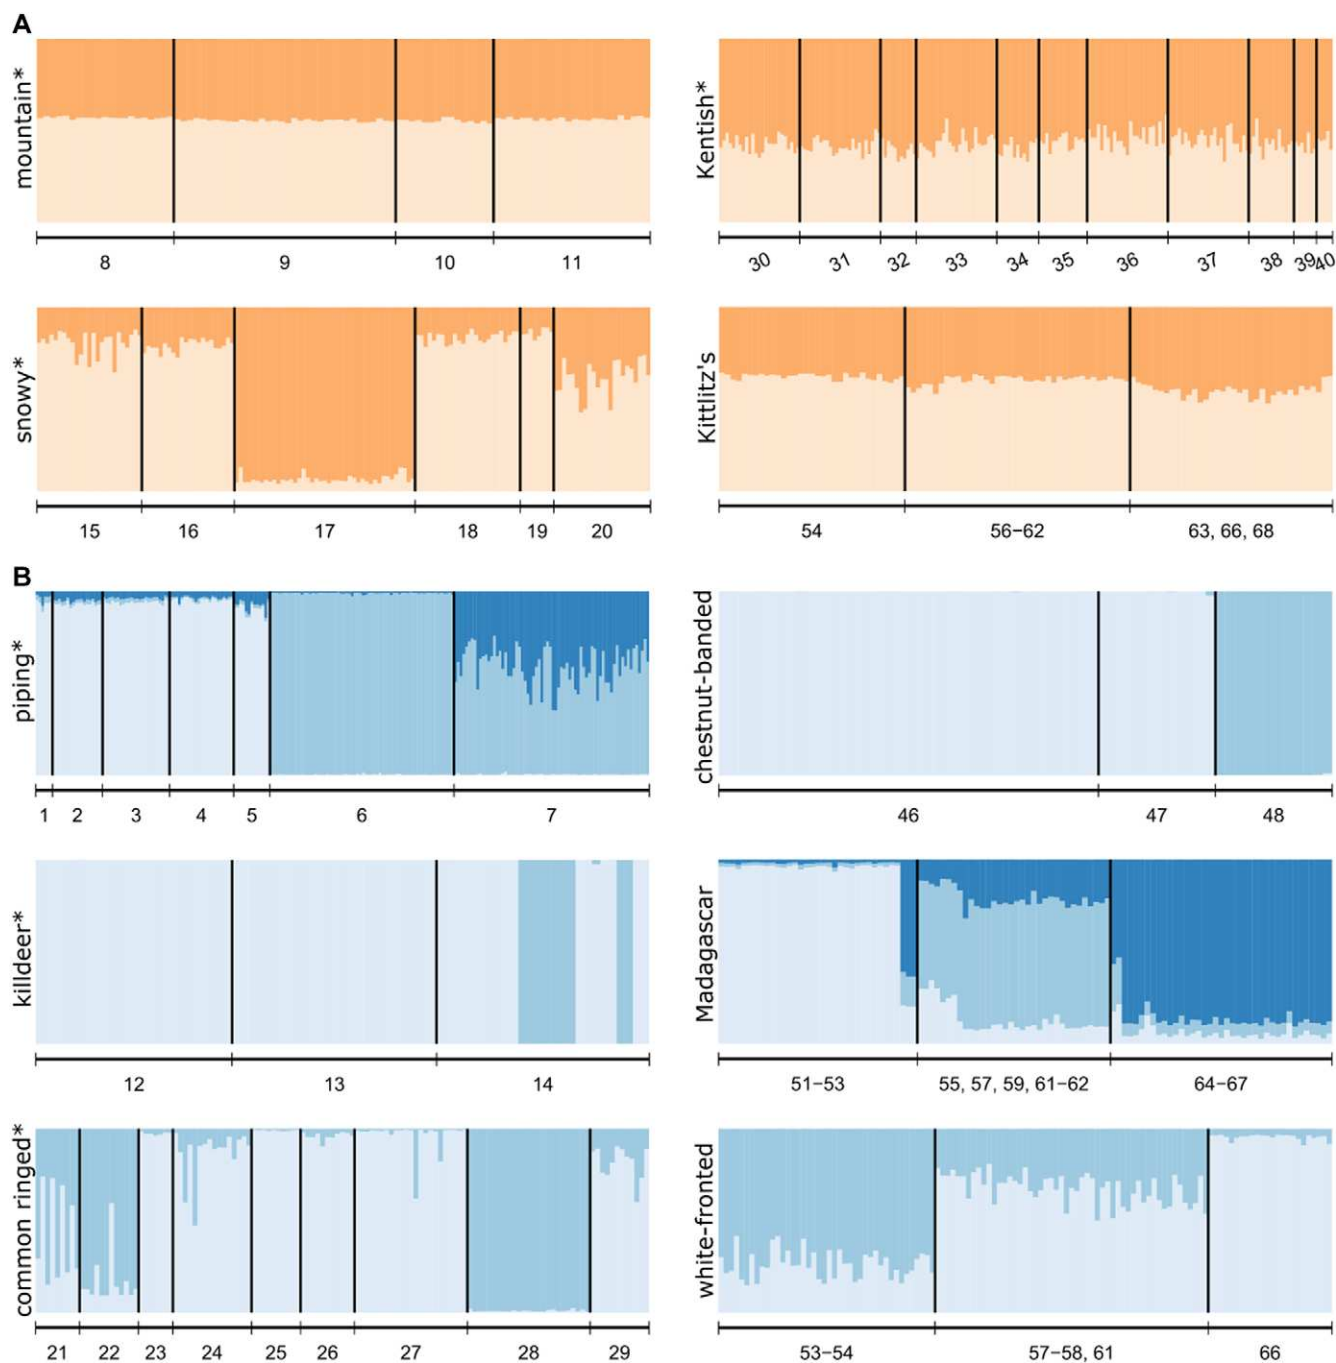 A
mountain*
8 9 10 11
Kentish*
30 31 32 33 34 35 36 37 38 39 40
snowy*
15 16 17 18 19 20
Kittlitz's
54 56–62 63, 66, 68
B
piping*
1 2 3 4 5 6 7
chestnut-banded
46 47 48
killdeer*
12 13 14
Madagascar
51–53 55, 57, 59, 61–62 64–67
common ringed*
21 22 23 24 25 26 27 28 29
white-fronted
53–54 57–58, 61 66